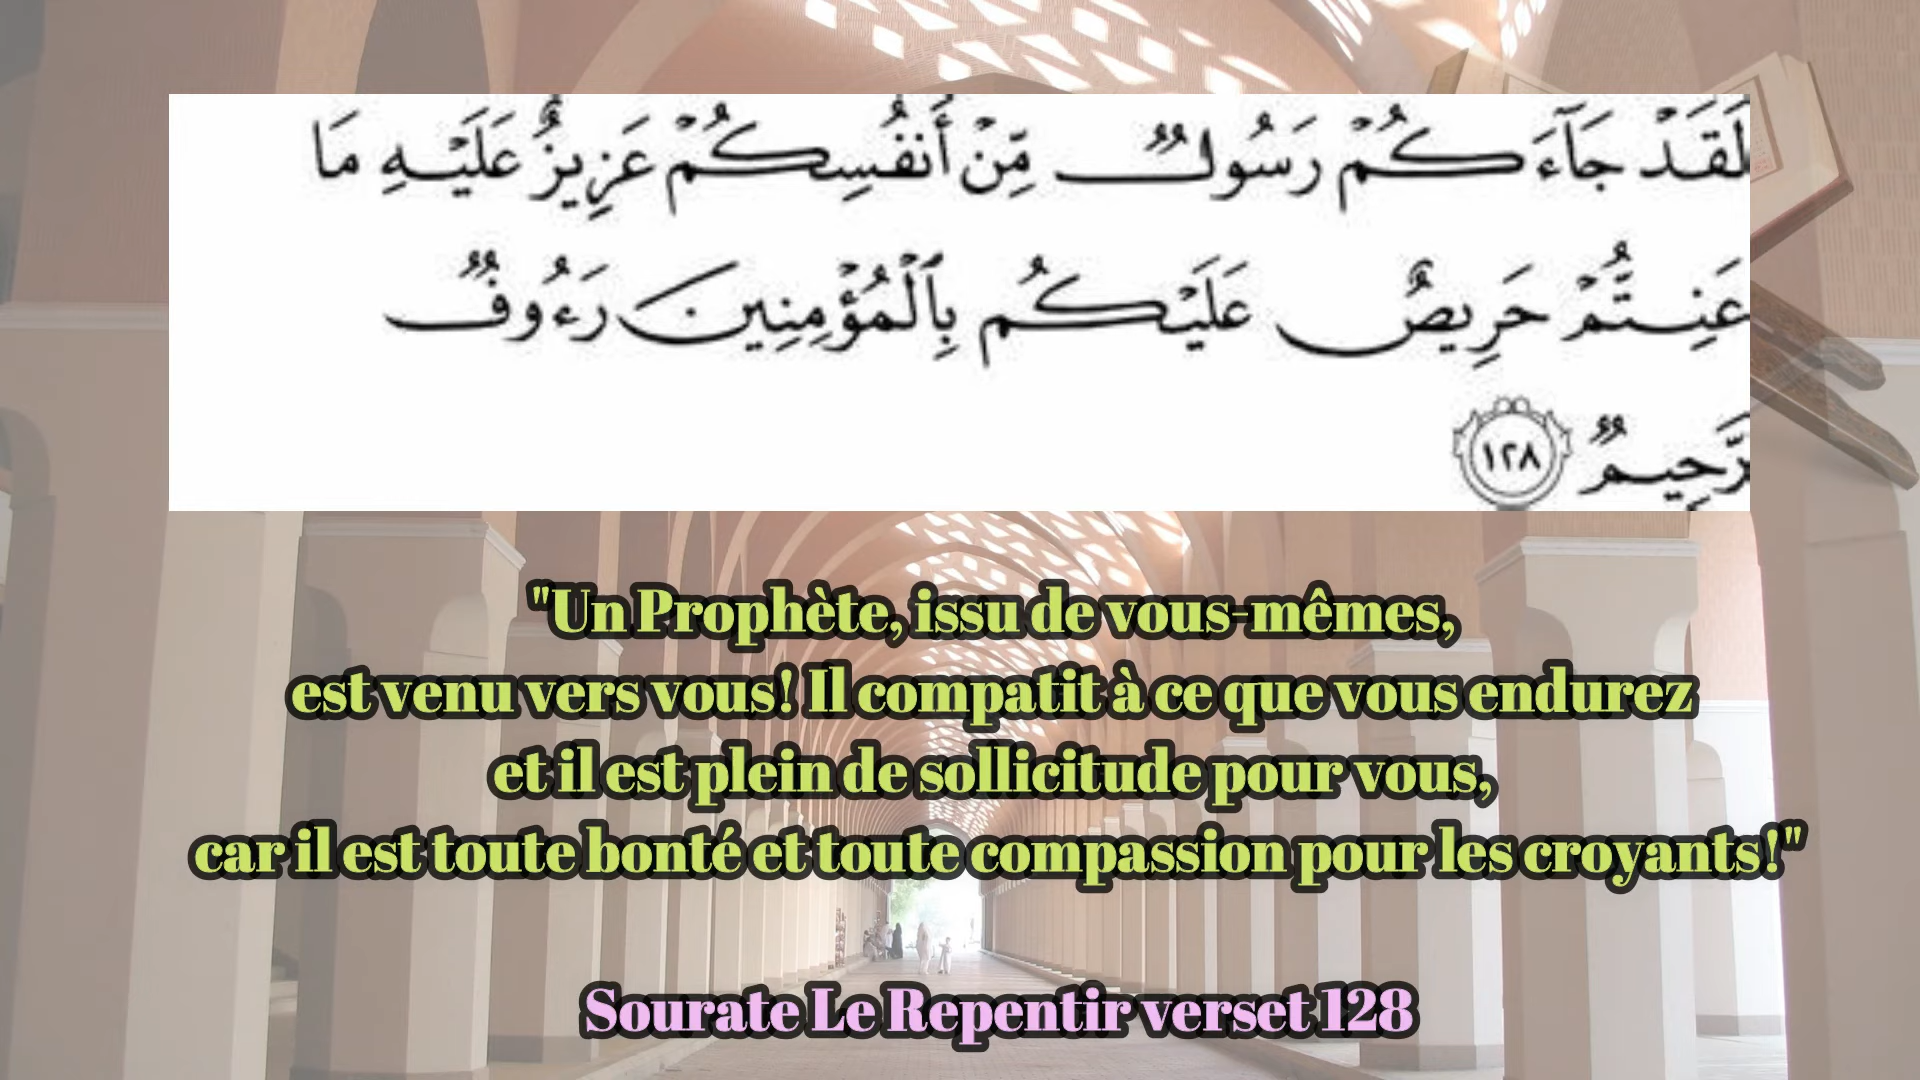 لَقَدْ جَآءَكُمْ رَسُولٌ مِّنْ أَنفُسِكُمْ عَزِيزٌ عَلَيْهِ مَا
عَنِتُّمْ حَرِيصٌ عَلَيْكُم بِٱلْمُؤْمِنِينَ رَءُوفٌ
رَّحِيمٌ ١٢٨
"Un Prophète, issu de vous-mêmes,
est venu vers vous! Il compatit à ce que vous endurez
et il est plein de sollicitude pour vous,
car il est toute bonté et toute compassion pour les croyants!"
Sourate Le Repentir verset 128